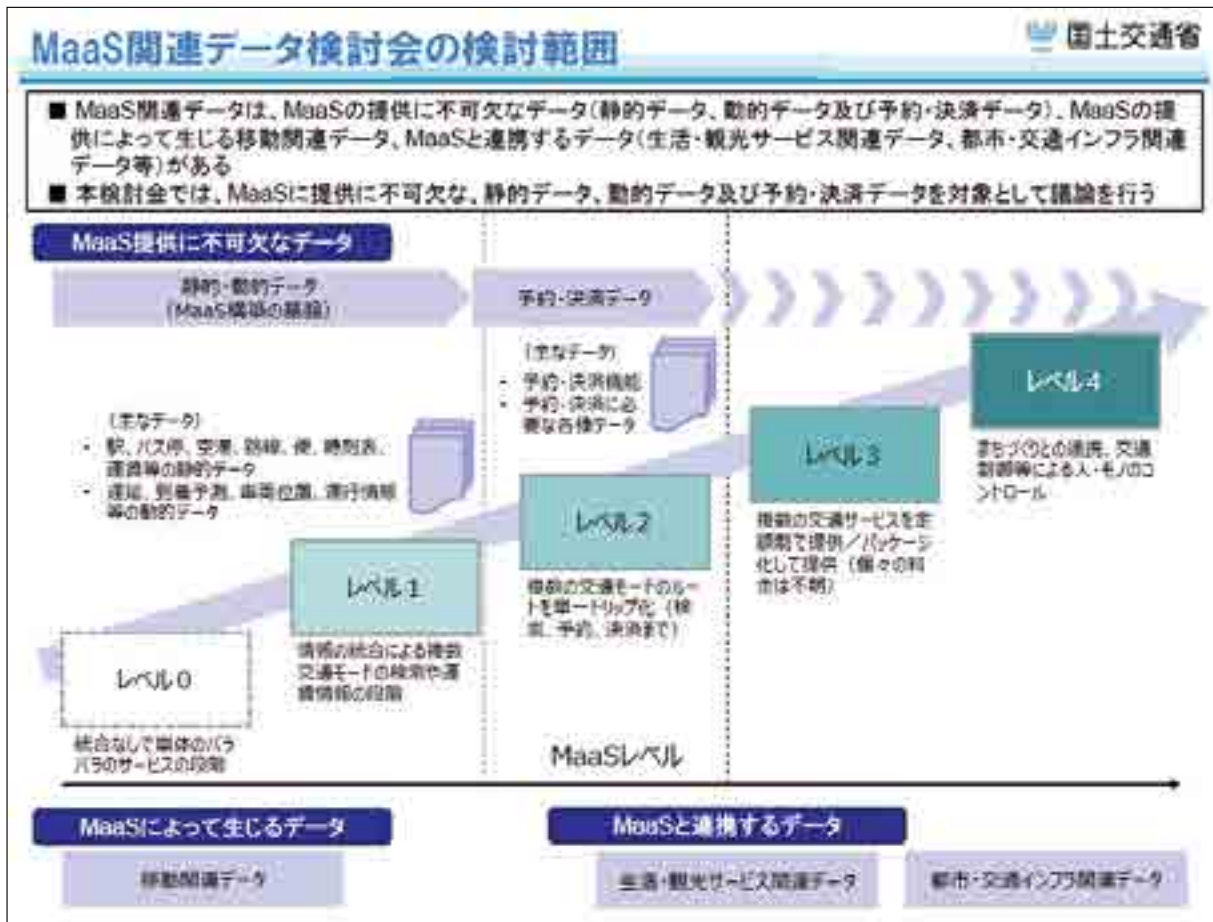 MaaS関連データ検討会の検討範囲
国土交通省
■ MaaS関連データは、MaaSの提供に不可欠なデータ(静的データ、動的データ及び予約・決済データ)、MaaSの提
供によって生じる移動関連データ、MaaSと連携するデータ(生活・観光サービス関連データ、都市・交通インフラ関連
データ等)がある
■ 本検討会では、MaaSに提供に不可欠な、静的データ、動的データ及び予約・決済データを対象として議論を行う
MaaS提供に不可欠なデータ
静的・動的データ
(MaaS構築の基盤)
予約・決済データ
(主なデータ)
・ 駅、バス停、空港、路線、便、時刻表、
運賃等の静的データ
・ 遅延、到着予測、車両位置、運行情報
等の動的データ
(主なデータ)
・ 予約・決済機能
・ 予約・決済に必
要な各種データ
レベル0
統合なしで単体のバラ
バラのサービスの段階
レベル1
情報の統合による複数
交通モードの検索や運
賃情報の段階
レベル2
複数の交通モードのルー
トを単一トリップ化(検
索、予約、決済まで)
レベル3
複数の交通サービスを定
額制で提供/パッケージ
化して提供(個々の料
金は不明)
レベル4
まちづくりとの連携、交通
制御等による人・モノのコ
ントロール
MaaSレベル
MaaSによって生じるデータ
移動関連データ
MaaSと連携するデータ
生活・観光サービス関連データ
都市・交通インフラ関連データ